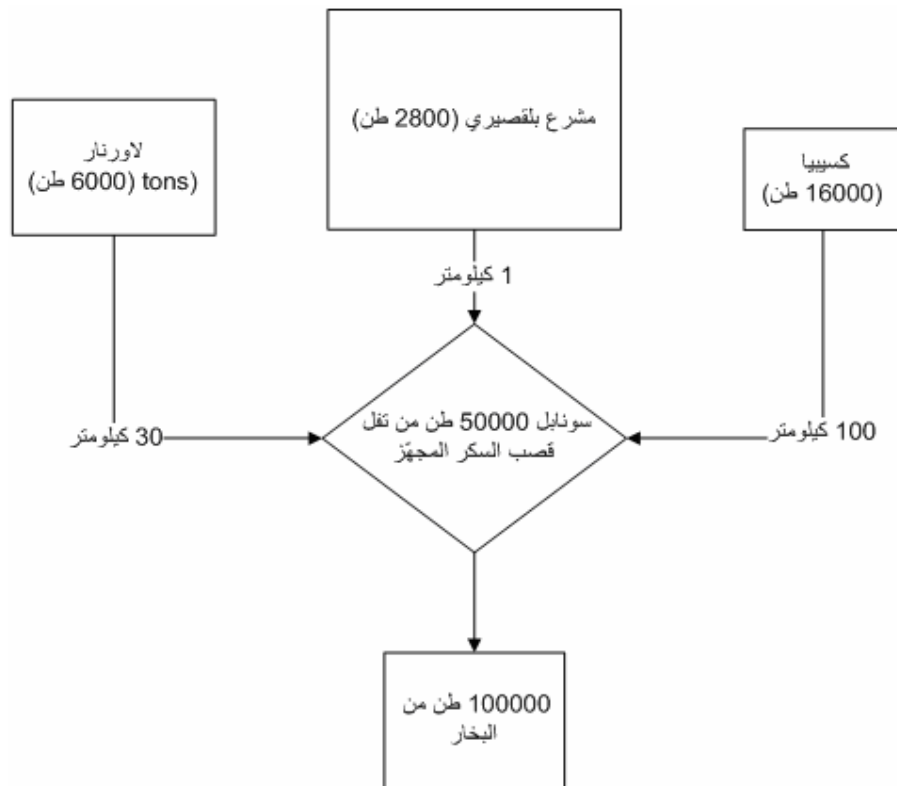 مشرع بلقصيري (2800 طن)
لاورنار
(6000 طن) tons)
كسيبيا
(16000 طن)
1 كيلومتر
30 كيلومتر
100 كيلومتر
سونابل 50000 طن من تفل
قصب السكر المجهّز
100000 طن من
البخار